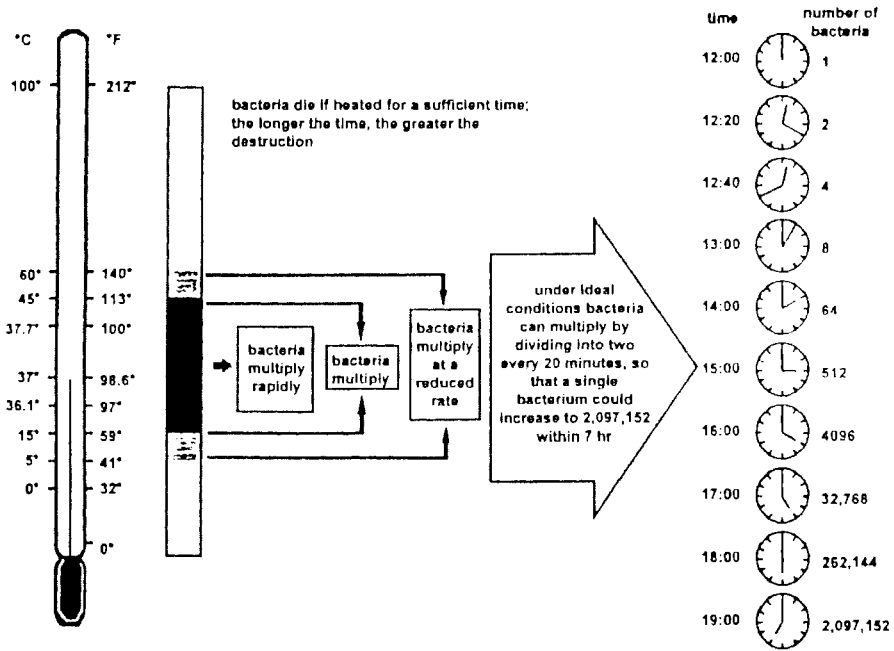 °C °F
100° 212°
60° 140°
45° 113°
37.7° 100°
37° 98.6°
36.1° 97°
15° 59°
5° 41°
0° 32°
0°
bacteria die if heated for a sufficient time;
the longer the time, the greater the
destruction
bacteria
multiply
rapidly
bacteria
multiply
bacteria
multiply
at a
reduced
rate
under ideal
conditions bacteria
can multiply by
dividing into two
every 20 minutes, so
that a single
bacterium could
increase to 2,097,152
within 7 hr
time number of
bacteria
12:00 1
12:20 2
12:40 4
13:00 8
14:00 64
15:00 512
16:00 4096
17:00 32,768
18:00 262,144
19:00 2,097,152